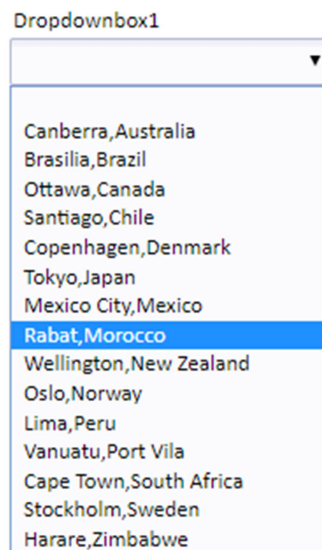 Dropdownbox1
Canberra,Australia
Brasilia,Brazil
Ottawa,Canada
Santiago,Chile
Copenhagen,Denmark
Tokyo,Japan
Mexico City,Mexico
Rabat,Morocco
Wellington,New Zealand
Oslo,Norway
Lima,Peru
Vanuatu,Port Vila
Cape Town,South Africa
Stockholm,Sweden
Harare,Zimbabwe